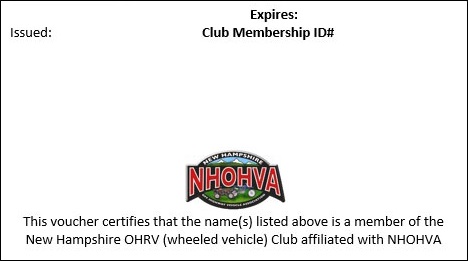 Expires:
Issued: Club Membership ID#
NEW HAMPSHIRE
NHOHVA
This voucher certifies that the name(s) listed above is a member of the
New Hampshire OHRV (wheeled vehicle) Club affiliated with NHOHVA